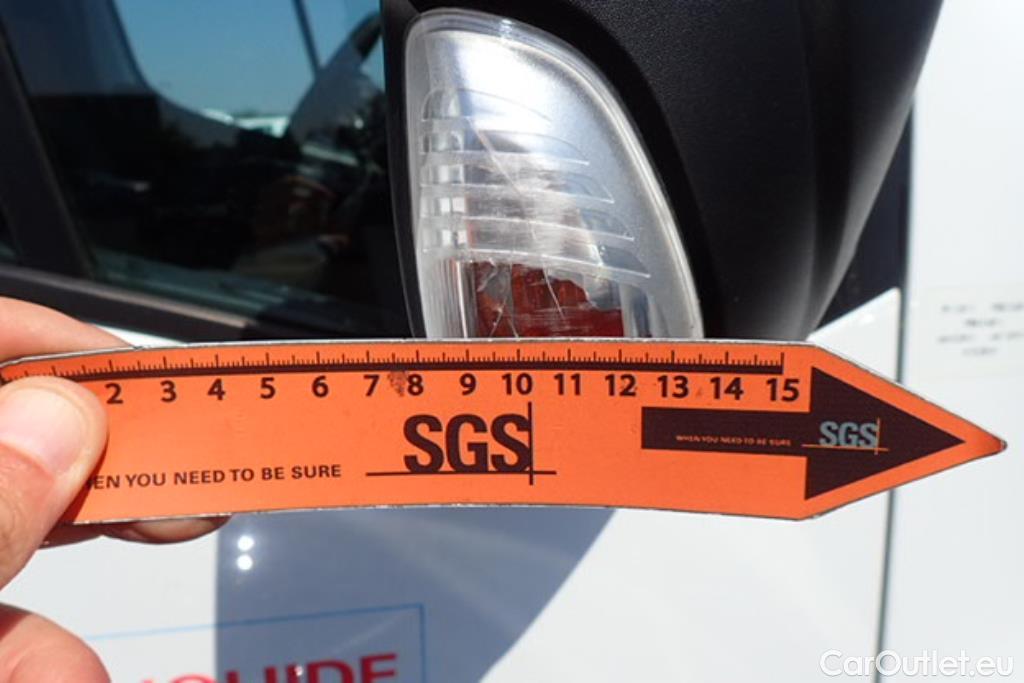 2 3 4 5 6 7 8 9 10 11 12 13 14 15
SGS
WHEN YOU NEED TO BE SURE
SGS
EN YOU NEED TO BE SURE
QUIDE
CarOutlet.eu